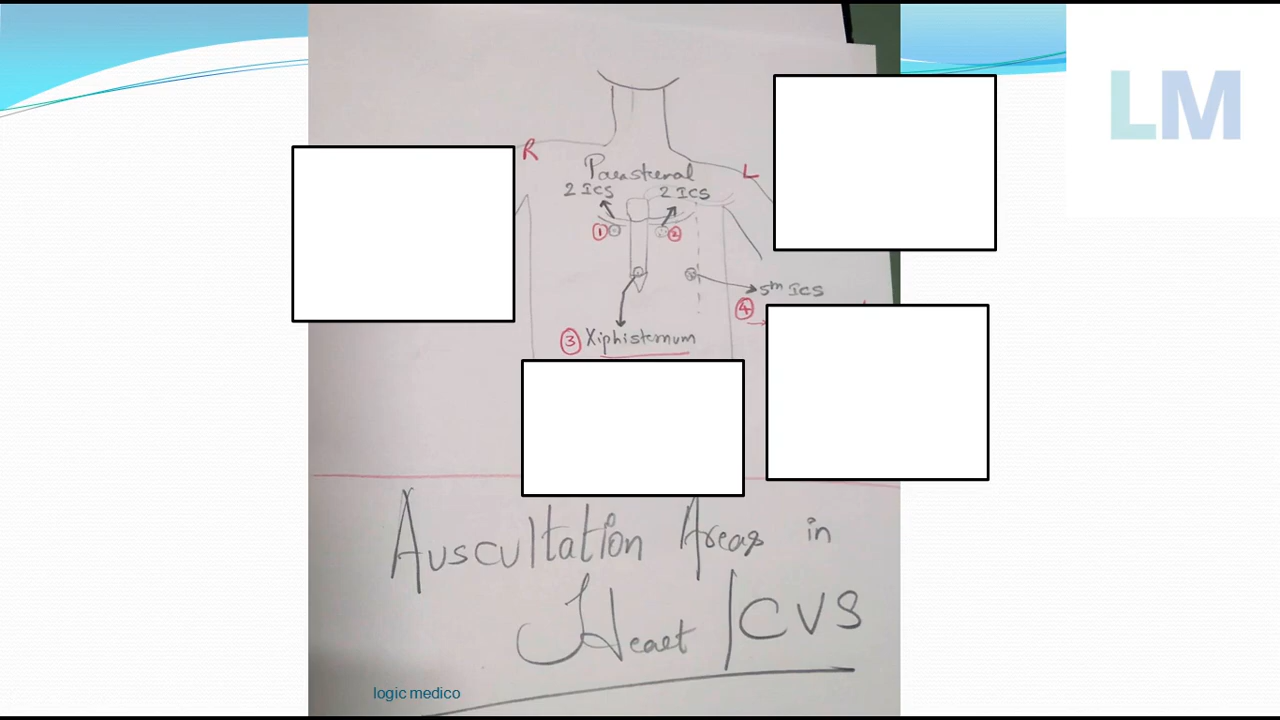 LM
R
L
Parasternal
2 ICS
2 ICS
1
2
5th ICS
4
3 Xiphisternum
Auscultation Areas in
Heart / CVS
logic medico